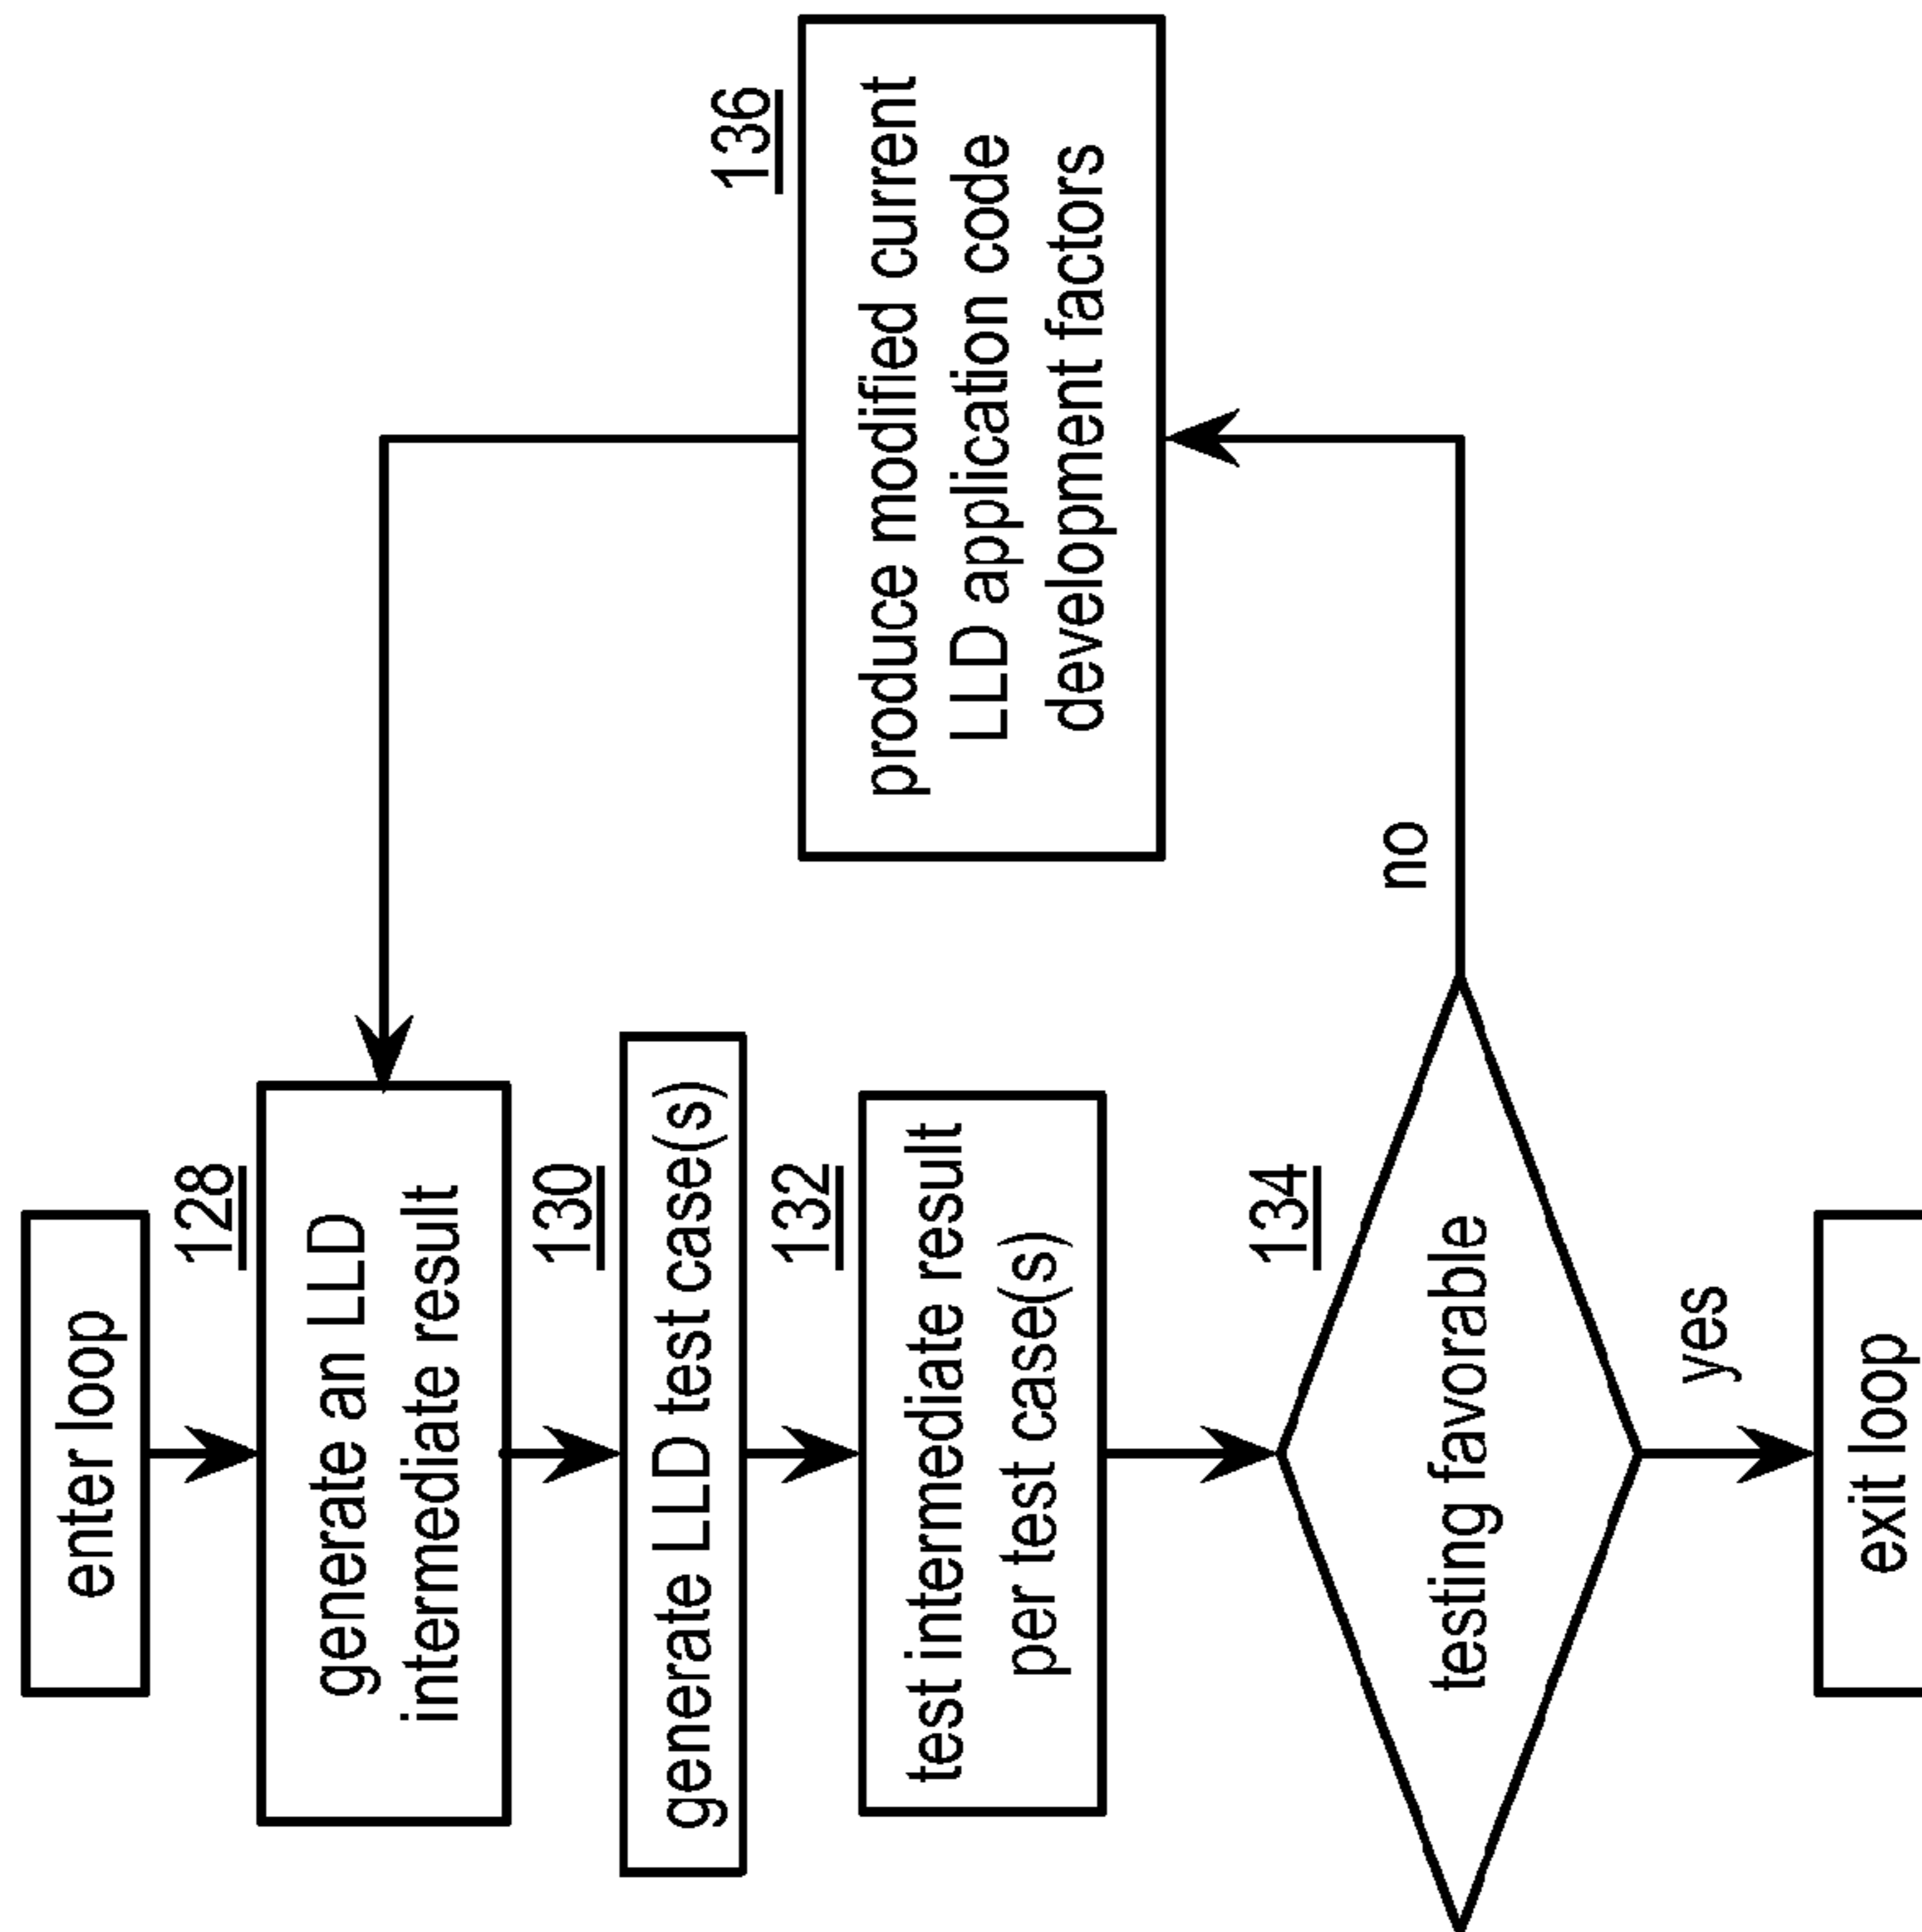 enter loop
128
generate an LLD
intermediate result
130
generate LLD test case(s)
132
test intermediate result
per test case(s)
134
testing favorable
no
yes
exit loop
136
produce modified current
LLD application code
development factors